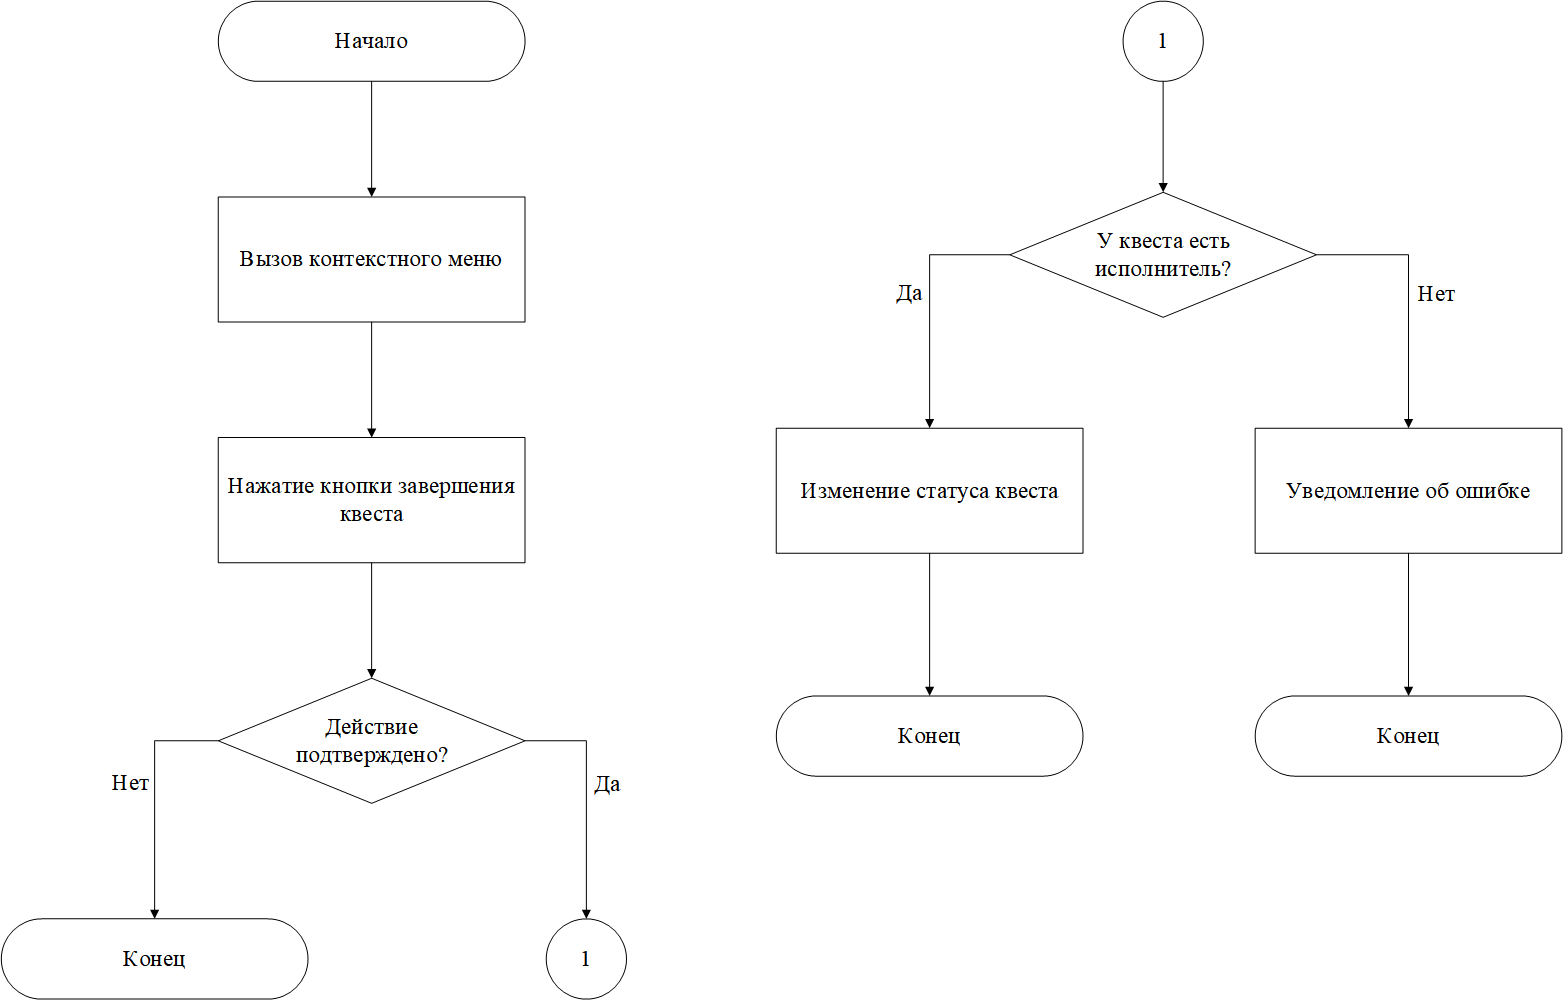 Начало
Вызов контекстного меню
Нажатие кнопки завершения
квеста
Действие
подтверждено?
Нет
Да
Конец
1
1
У квеста есть
исполнитель?
Да
Нет
Изменение статуса квеста
Уведомление об ошибке
Конец
Конец